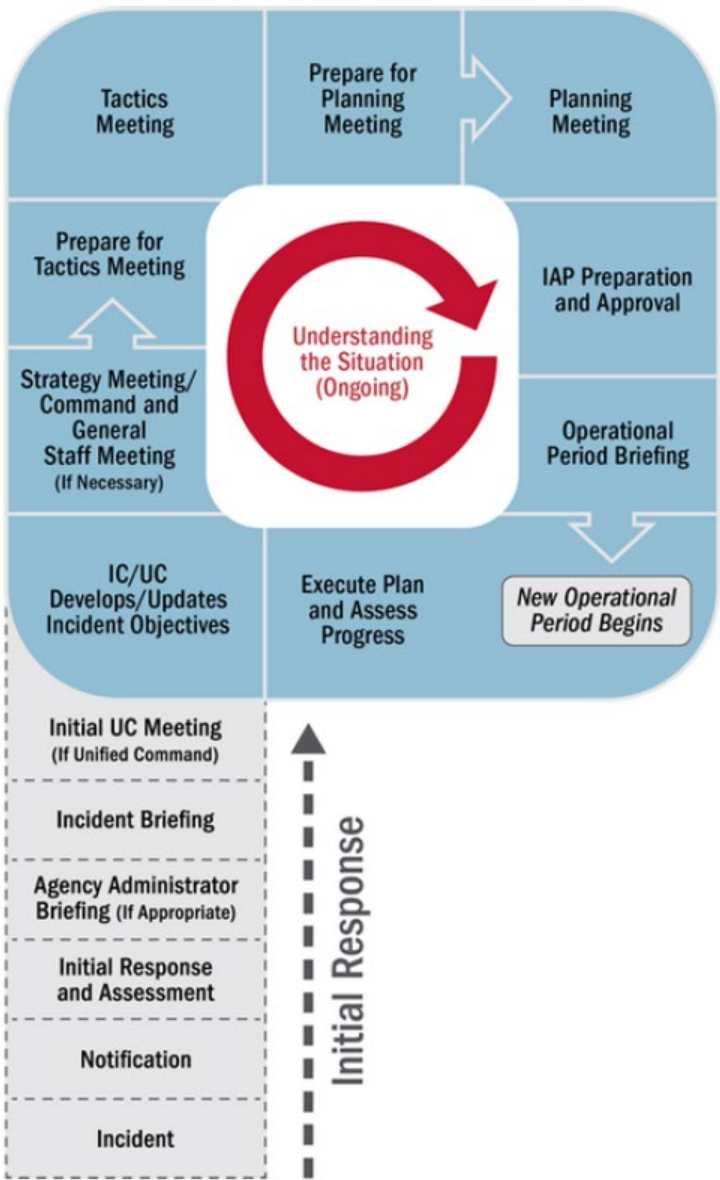 Tactics
Meeting
Prepare for
Planning
Meeting
Planning
Meeting
Prepare for
Tactics Meeting
IAP Preparation
and Approval
Understanding
the Situation
(Ongoing)
Strategy Meeting/
Command and
General
Staff Meeting
(If Necessary)
Operational
Period Briefing
IC/UC
Develops/Updates
Incident Objectives
Execute Plan
and Assess
Progress
New Operational
Period Begins
Initial UC Meeting
(If Unified Command)
Incident Briefing
Agency Administrator
Briefing (If Appropriate)
Initial Response
and Assessment
Notification
Incident
Initial Response